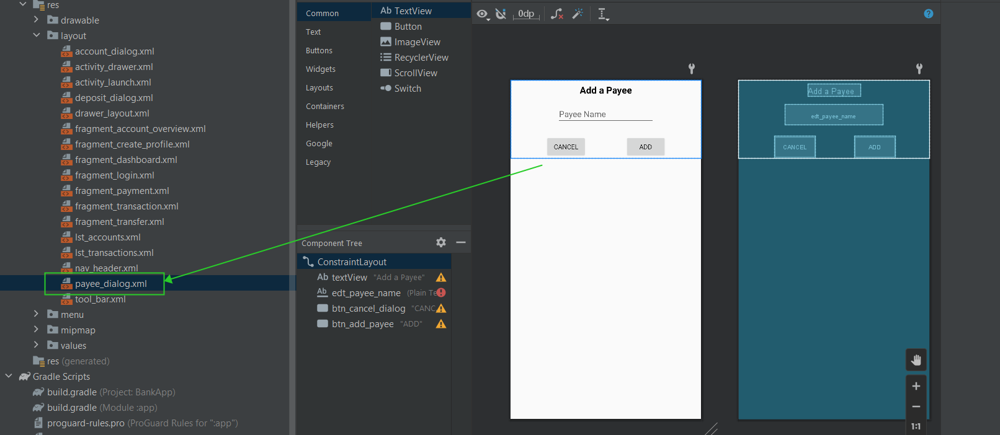 res
drawable
layout
account_dialog.xml
activity_drawer.xml
activity_launch.xml
deposit_dialog.xml
drawer_layout.xml
fragment_account_overview.xml
fragment_create_profile.xml
fragment_dashboard.xml
fragment_login.xml
fragment_payment.xml
fragment_transaction.xml
fragment_transfer.xml
lst_accounts.xml
lst_transactions.xml
nav_header.xml
payee_dialog.xml
tool_bar.xml
menu
mipmap
values
res (generated)
Gradle Scripts
build.gradle (Project: BankApp)
build.gradle (Module :app)
proguard-rules.pro (ProGuard Rules for ":app")
Common
Text
Buttons
Widgets
Layouts
Containers
Helpers
Google
Legacy
Ab TextView
Button
ImageView
RecyclerView
ScrollView
Switch
Component Tree
ConstraintLayout
Ab textView "Add a Payee"
Ab edt_payee_name (Plain Te
btn_cancel_dialog "CANC
btn_add_payee "ADD"
0dp
?
Add a Payee
Payee Name
CANCEL ADD
Add a Payee
edt_payee_name
CANCEL ADD
+
−
1:1